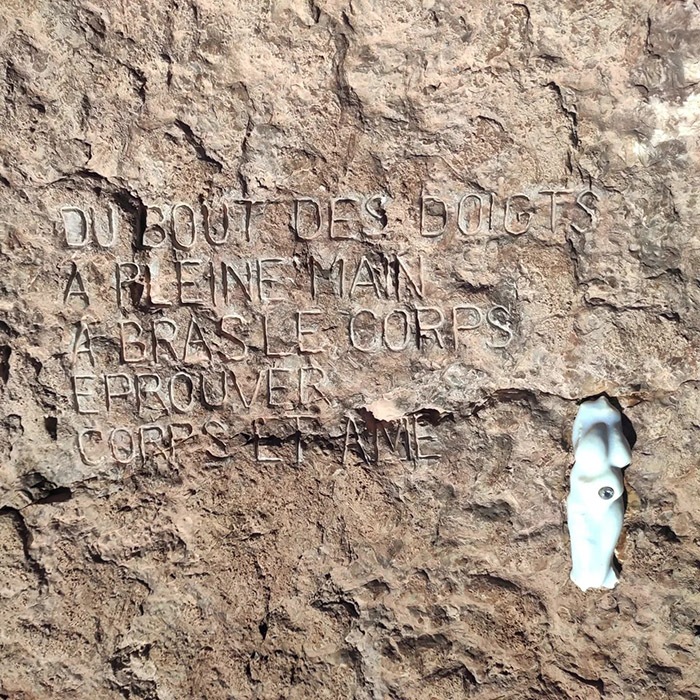 DU BOUT DES DOIGTS
À PLEINE MAIN
A BRAS LE CORPS
EPROUVER
CORPS ET AME